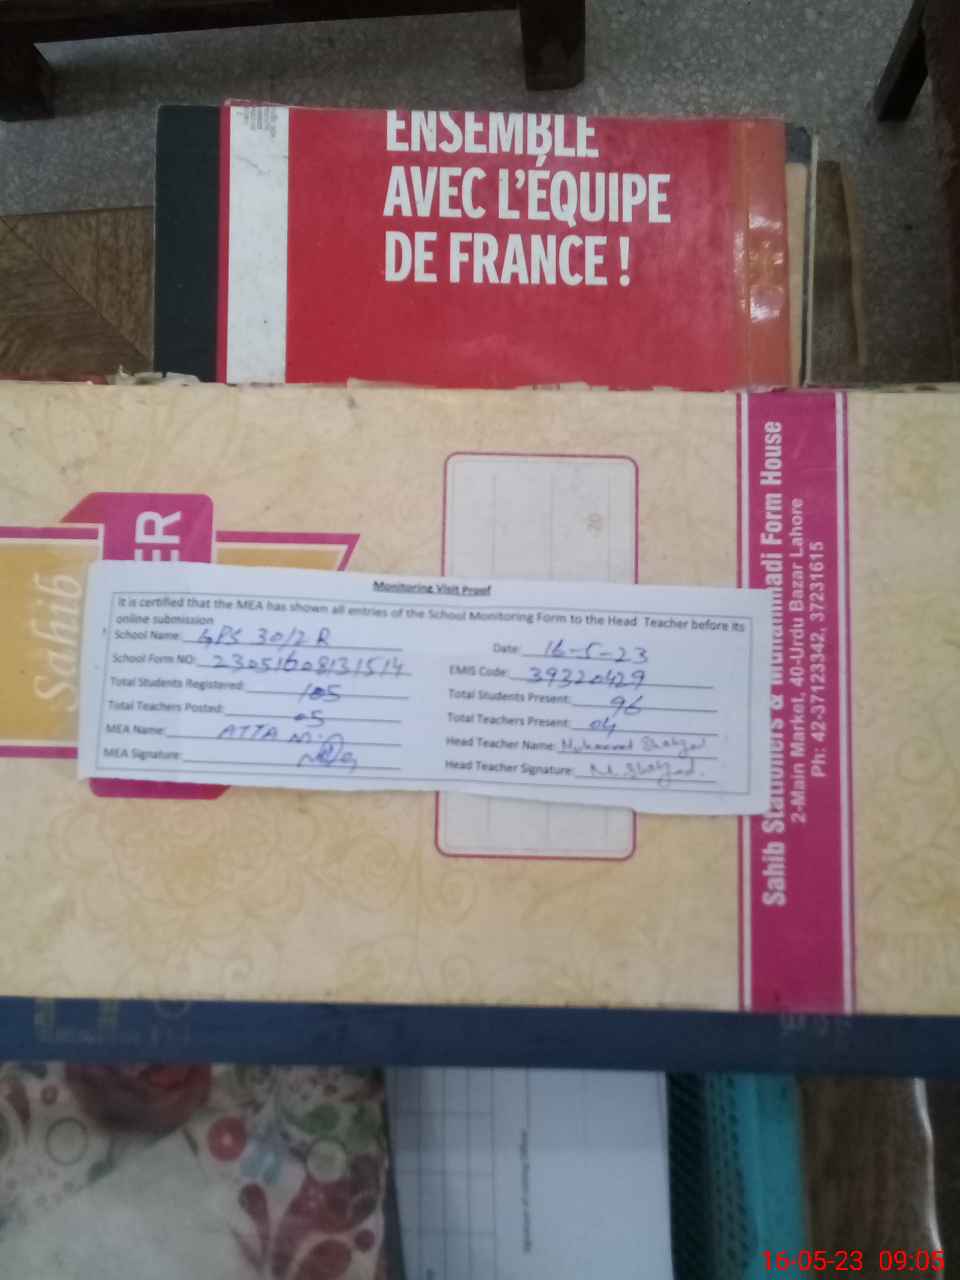 ENSEMBLE
AVEC L'ÉQUIPE
DE FRANCE !
Sahib
ER
20
Sahib Stationers & Muhammadi Form House
2-Main Market, 40-Urdu Bazar Lahore
Ph: 42-37123342, 37231615
Monitoring Visit Proof
It is certified that the MEA has shown all entries of the School Monitoring Form to the Head Teacher before its
online submission
School Name: GPS 30/2R Date: 16-5-23
School Form NO: 23051608131514 EMIS Code: 39320429
Total Students Registered: 105 Total Students Present: 96
Total Teachers Posted: 05 Total Teachers Present: 04
MEA Name: ATTA Head Teacher Name: Muhammad Shahzad
MEA Signature: Head Teacher Signature: M. Shahzad.
16-05-23 09:05